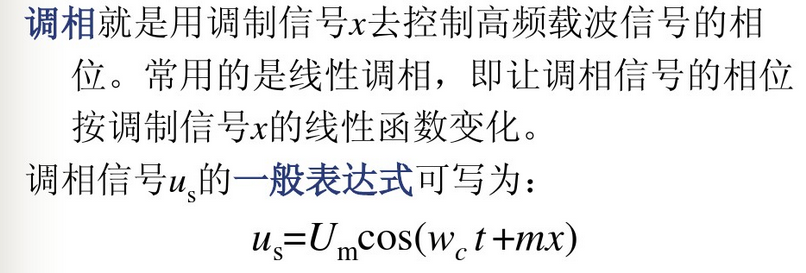 调相就是用调制信号x去控制高频载波信号的相
位。常用的是线性调相，即让调相信号的相位
按调制信号x的线性函数变化。
调相信号uₛ的一般表达式可写为：
uₛ=Uₘcos(w_c t+mx)